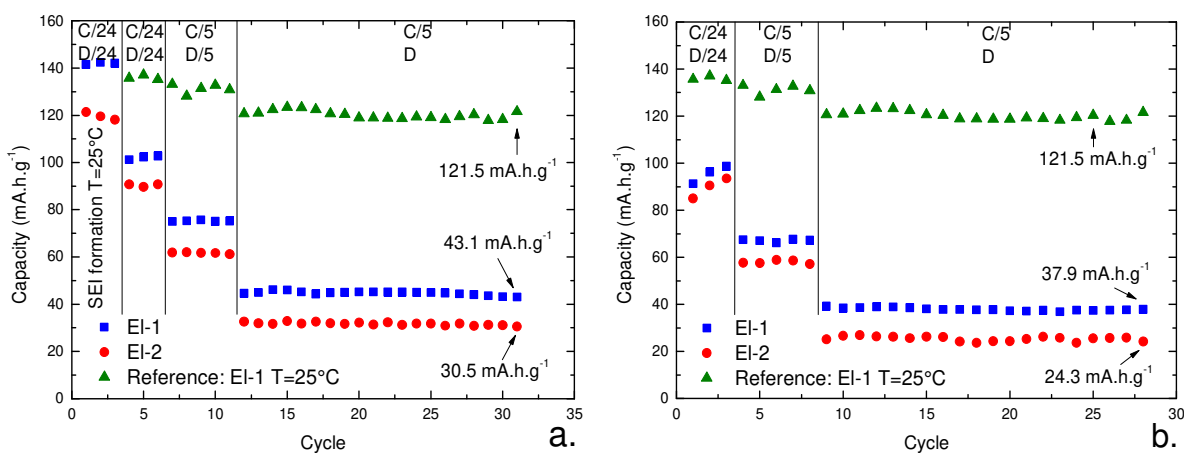 160
140
120
100
80
60
40
20
0
Capacity (mA.h.g-1)
C/24 C/24 C/5 C/5
D/24 D/24 D/5 D
SEI formation T=25°C
121.5 mA.h.g-1
43.1 mA.h.g-1
30.5 mA.h.g-1
El-1
El-2
Reference: El-1 T=25°C
0 5 10 15 20 25 30 35
Cycle
a.
160
140
120
100
80
60
40
20
0
Capacity (mA.h.g-1)
C/24 C/5 C/5
D/24 D/5 D
121.5 mA.h.g-1
37.9 mA.h.g-1
24.3 mA.h.g-1
El-1
El-2
Reference: El-1 T=25°C
0 5 10 15 20 25 30
Cycle
b.